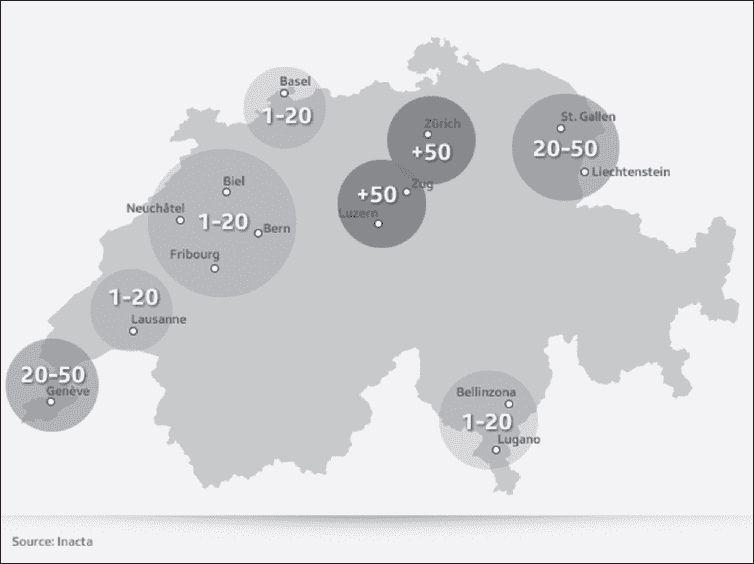 Basel
1-20
Zürich
+50
St. Gallen
20-50
Liechtenstein
Biel
Neuchâtel
1-20
Bern
Fribourg
+50
Zug
Luzern
1-20
Lausanne
20-50
Genève
Bellinzona
1-20
Lugano
Source: Inacta